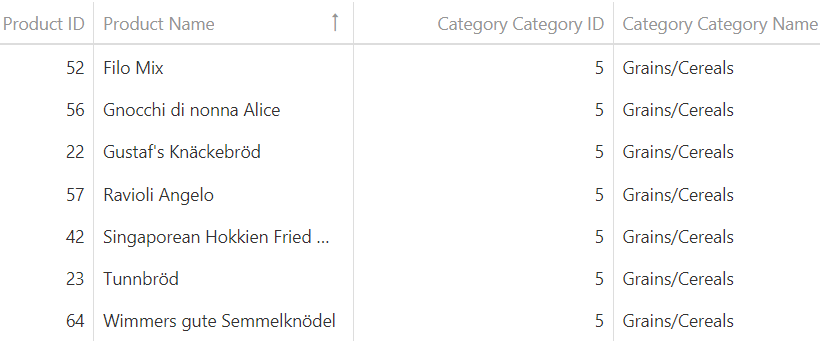 Product ID Product Name ↑ Category Category ID Category Category Name
52 Filo Mix 5 Grains/Cereals
56 Gnocchi di nonna Alice 5 Grains/Cereals
22 Gustaf's Knäckebröd 5 Grains/Cereals
57 Ravioli Angelo 5 Grains/Cereals
42 Singaporean Hokkien Fried ... 5 Grains/Cereals
23 Tunnbröd 5 Grains/Cereals
64 Wimmers gute Semmelknödel 5 Grains/Cereals